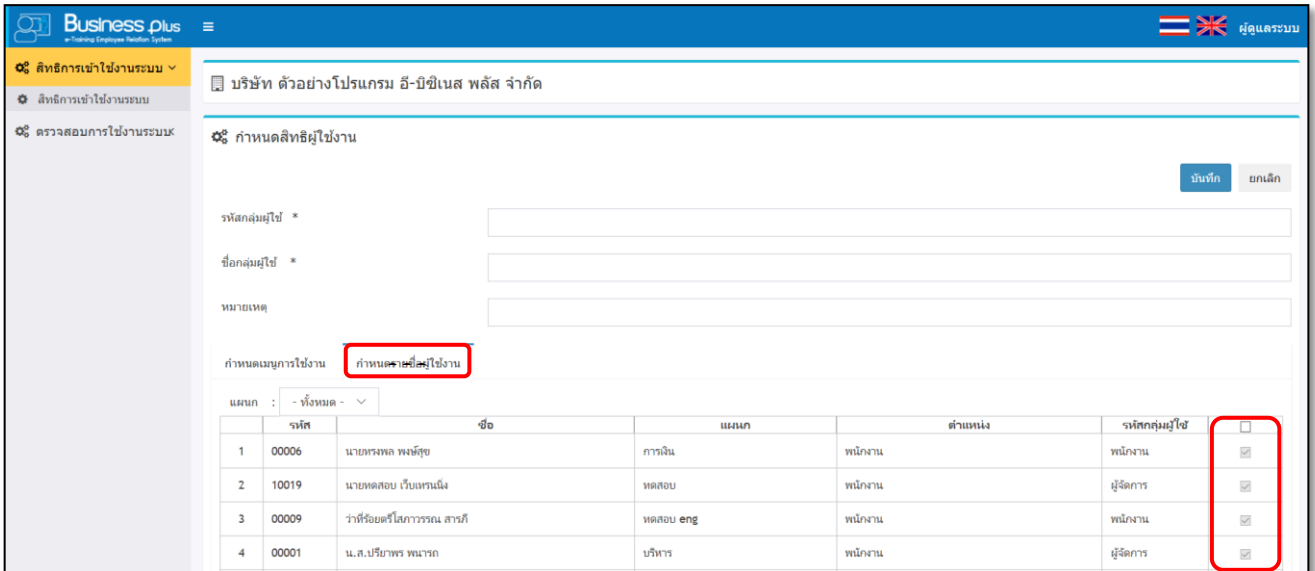 Business Plus
e-Training Employee Relation System
ผู้ดูแลระบบ
สิทธิการเข้าใช้งานระบบ
สิทธิการเข้าใช้งานระบบ
ตรวจสอบการใช้งานระบบ
บริษัท ตัวอย่างโปรแกรม อี-บิซิเนส พลัส จำกัด
กำหนดสิทธิผู้ใช้งาน
บันทึก ยกเลิก
รหัสกลุ่มผู้ใช้ *
ชื่อกลุ่มผู้ใช้ *
หมายเหตุ
กำหนดเมนูการใช้งาน กำหนดรายชื่อผู้ใช้งาน
แผนก : - ทั้งหมด -
รหัส ชื่อ แผนก ตำแหน่ง รหัสกลุ่มผู้ใช้
1 00006 นายทรงพล พงษ์สุข การเงิน พนักงาน พนักงาน
2 10019 นายทดสอบ เว็บเทรนนิ่ง ทดสอบ พนักงาน ผู้จัดการ
3 00009 ว่าที่ร้อยตรีโสภาวรรณ สารภี ทดสอบ eng พนักงาน พนักงาน
4 00001 น.ส.ปรียาพร พนารถ บริหาร พนักงาน ผู้จัดการ